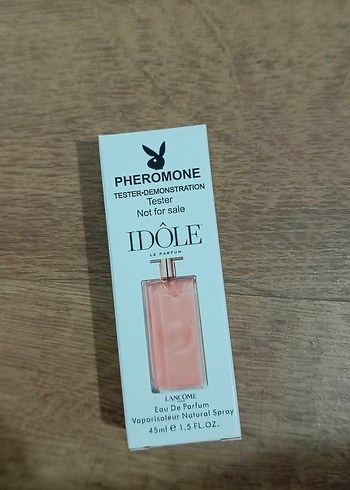 PHEROMONE
TESTER•DEMONSTRATION
Tester
Not for sale
IDÔLE
LE PARFUM
LANCÔME
Eau De Parfum
Vaporisateur Natural Spray
45ml e 1.5 FL.OZ.